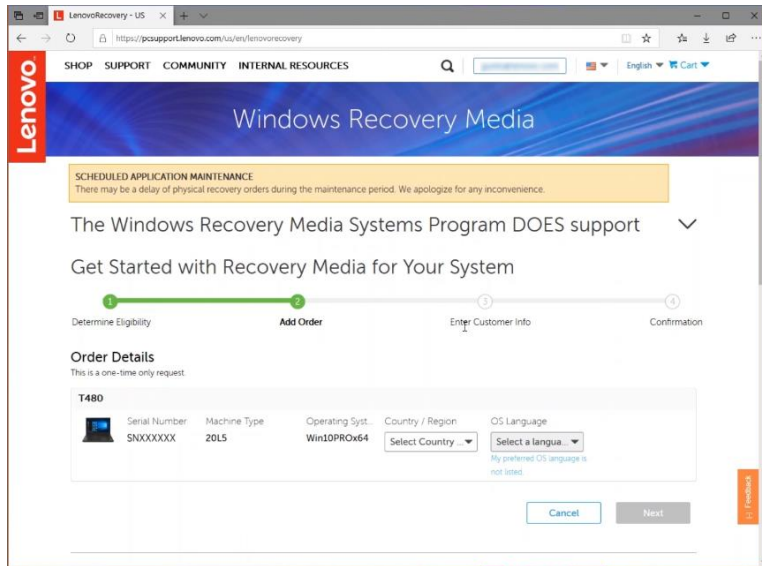 LenovoRecovery - US
https://pcsupport.lenovo.com/us/en/lenovorecovery
Lenovo
SHOP SUPPORT COMMUNITY INTERNAL RESOURCES
English Cart
Windows Recovery Media
SCHEDULED APPLICATION MAINTENANCE
There may be a delay of physical recovery orders during the maintenance period. We apologize for any inconvenience.
The Windows Recovery Media Systems Program DOES support
Get Started with Recovery Media for Your System
1 2 3 4
Determine Eligibility Add Order Enter Customer Info Confirmation
Order Details
This is a one-time only request.
T480
Serial Number Machine Type Operating Syst... Country / Region OS Language
SNXXXXXX 20L5 Win10PROx64 Select Country ... Select a langua...
My preferred OS language is
not listed.
Cancel Next
Feedback